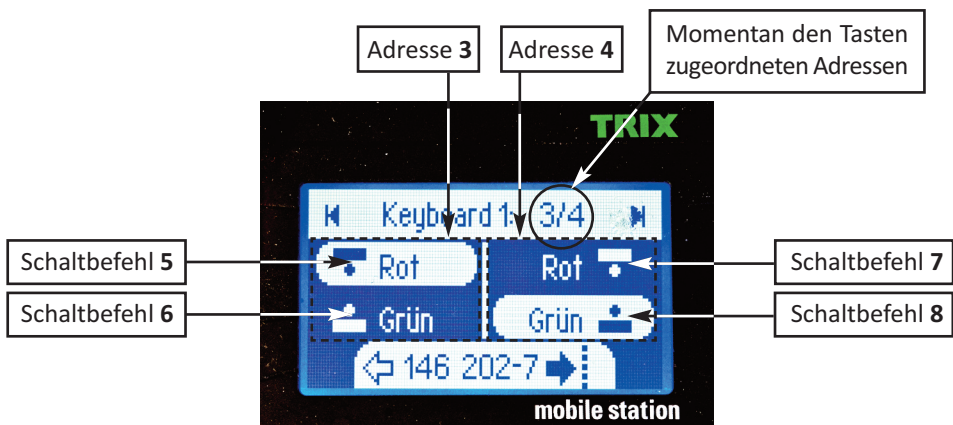 Adresse 3
Adresse 4
Momentan den Tasten
zugeordneten Adressen
TRIX
Keyboard 1: 3/4
Schaltbefehl 5
Rot
Rot
Schaltbefehl 7
Schaltbefehl 6
Grün
Grün
Schaltbefehl 8
146 202-7
mobile station